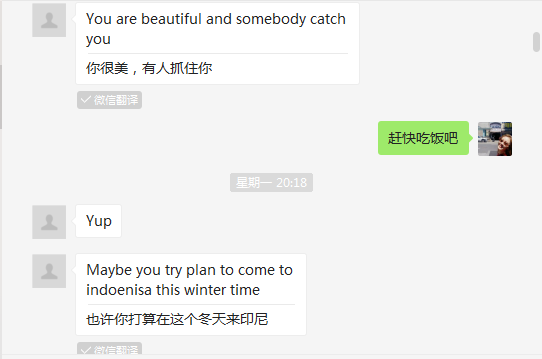 You are beautiful and somebody catch
you
你很美，有人抓住你
微信翻译
赶快吃饭吧
星期一 20:18
Yup
Maybe you try plan to come to
indoenisa this winter time
也许你打算在这个冬天来印尼
微信翻译